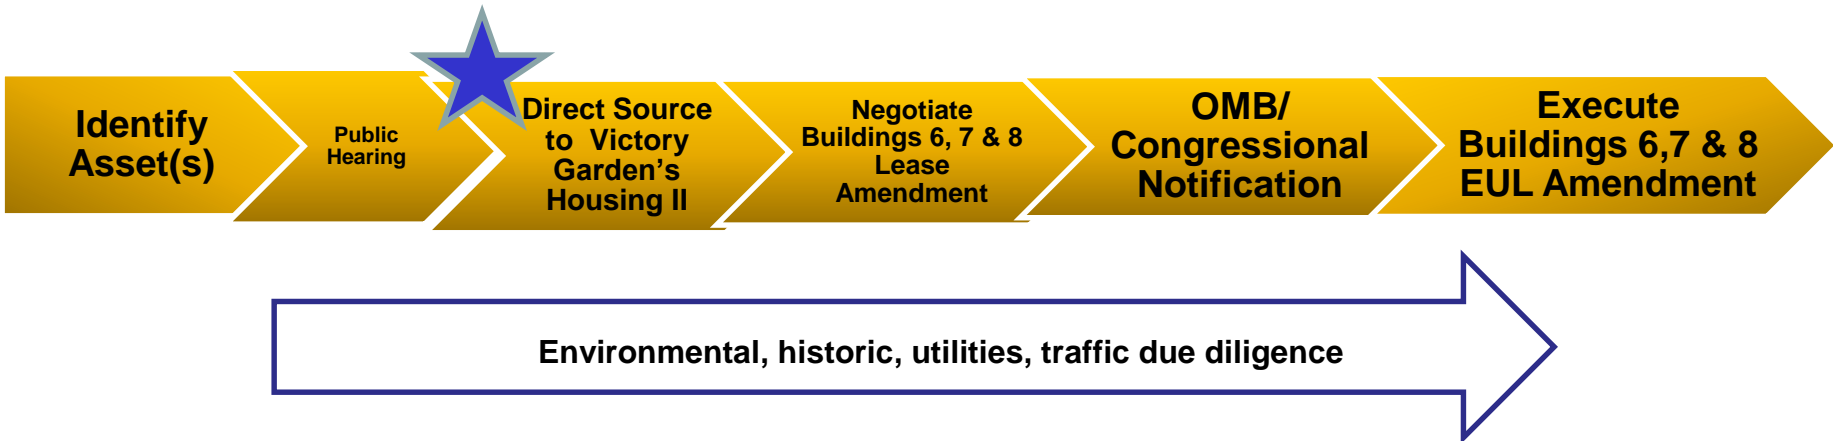 Identify
Asset(s)
Public
Hearing
Direct Source
to Victory
Garden's
Housing II
Negotiate
Buildings 6, 7 & 8
Lease
Amendment
OMB/
Congressional
Notification
Execute
Buildings 6,7 & 8
EUL Amendment
Environmental, historic, utilities, traffic due diligence